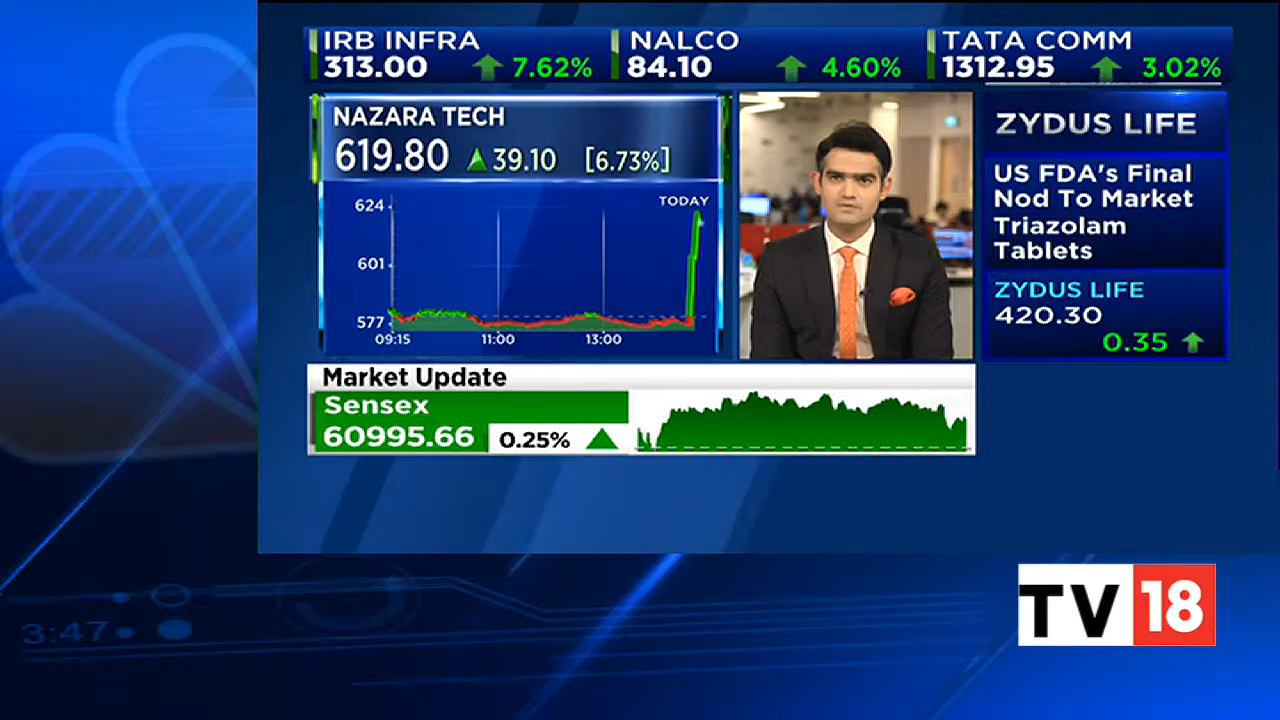 IRB INFRA
313.00 7.62%
NALCO
84.10 4.60%
TATA COMM
1312.95 3.02%
NAZARA TECH
619.80 39.10 [6.73%]
TODAY
624
601
577
09:15 11:00 13:00
ZYDUS LIFE
US FDA's Final
Nod To Market
Triazolam
Tablets
ZYDUS LIFE
420.30
0.35
Market Update
Sensex
60995.66 0.25%
3:47
TV 18